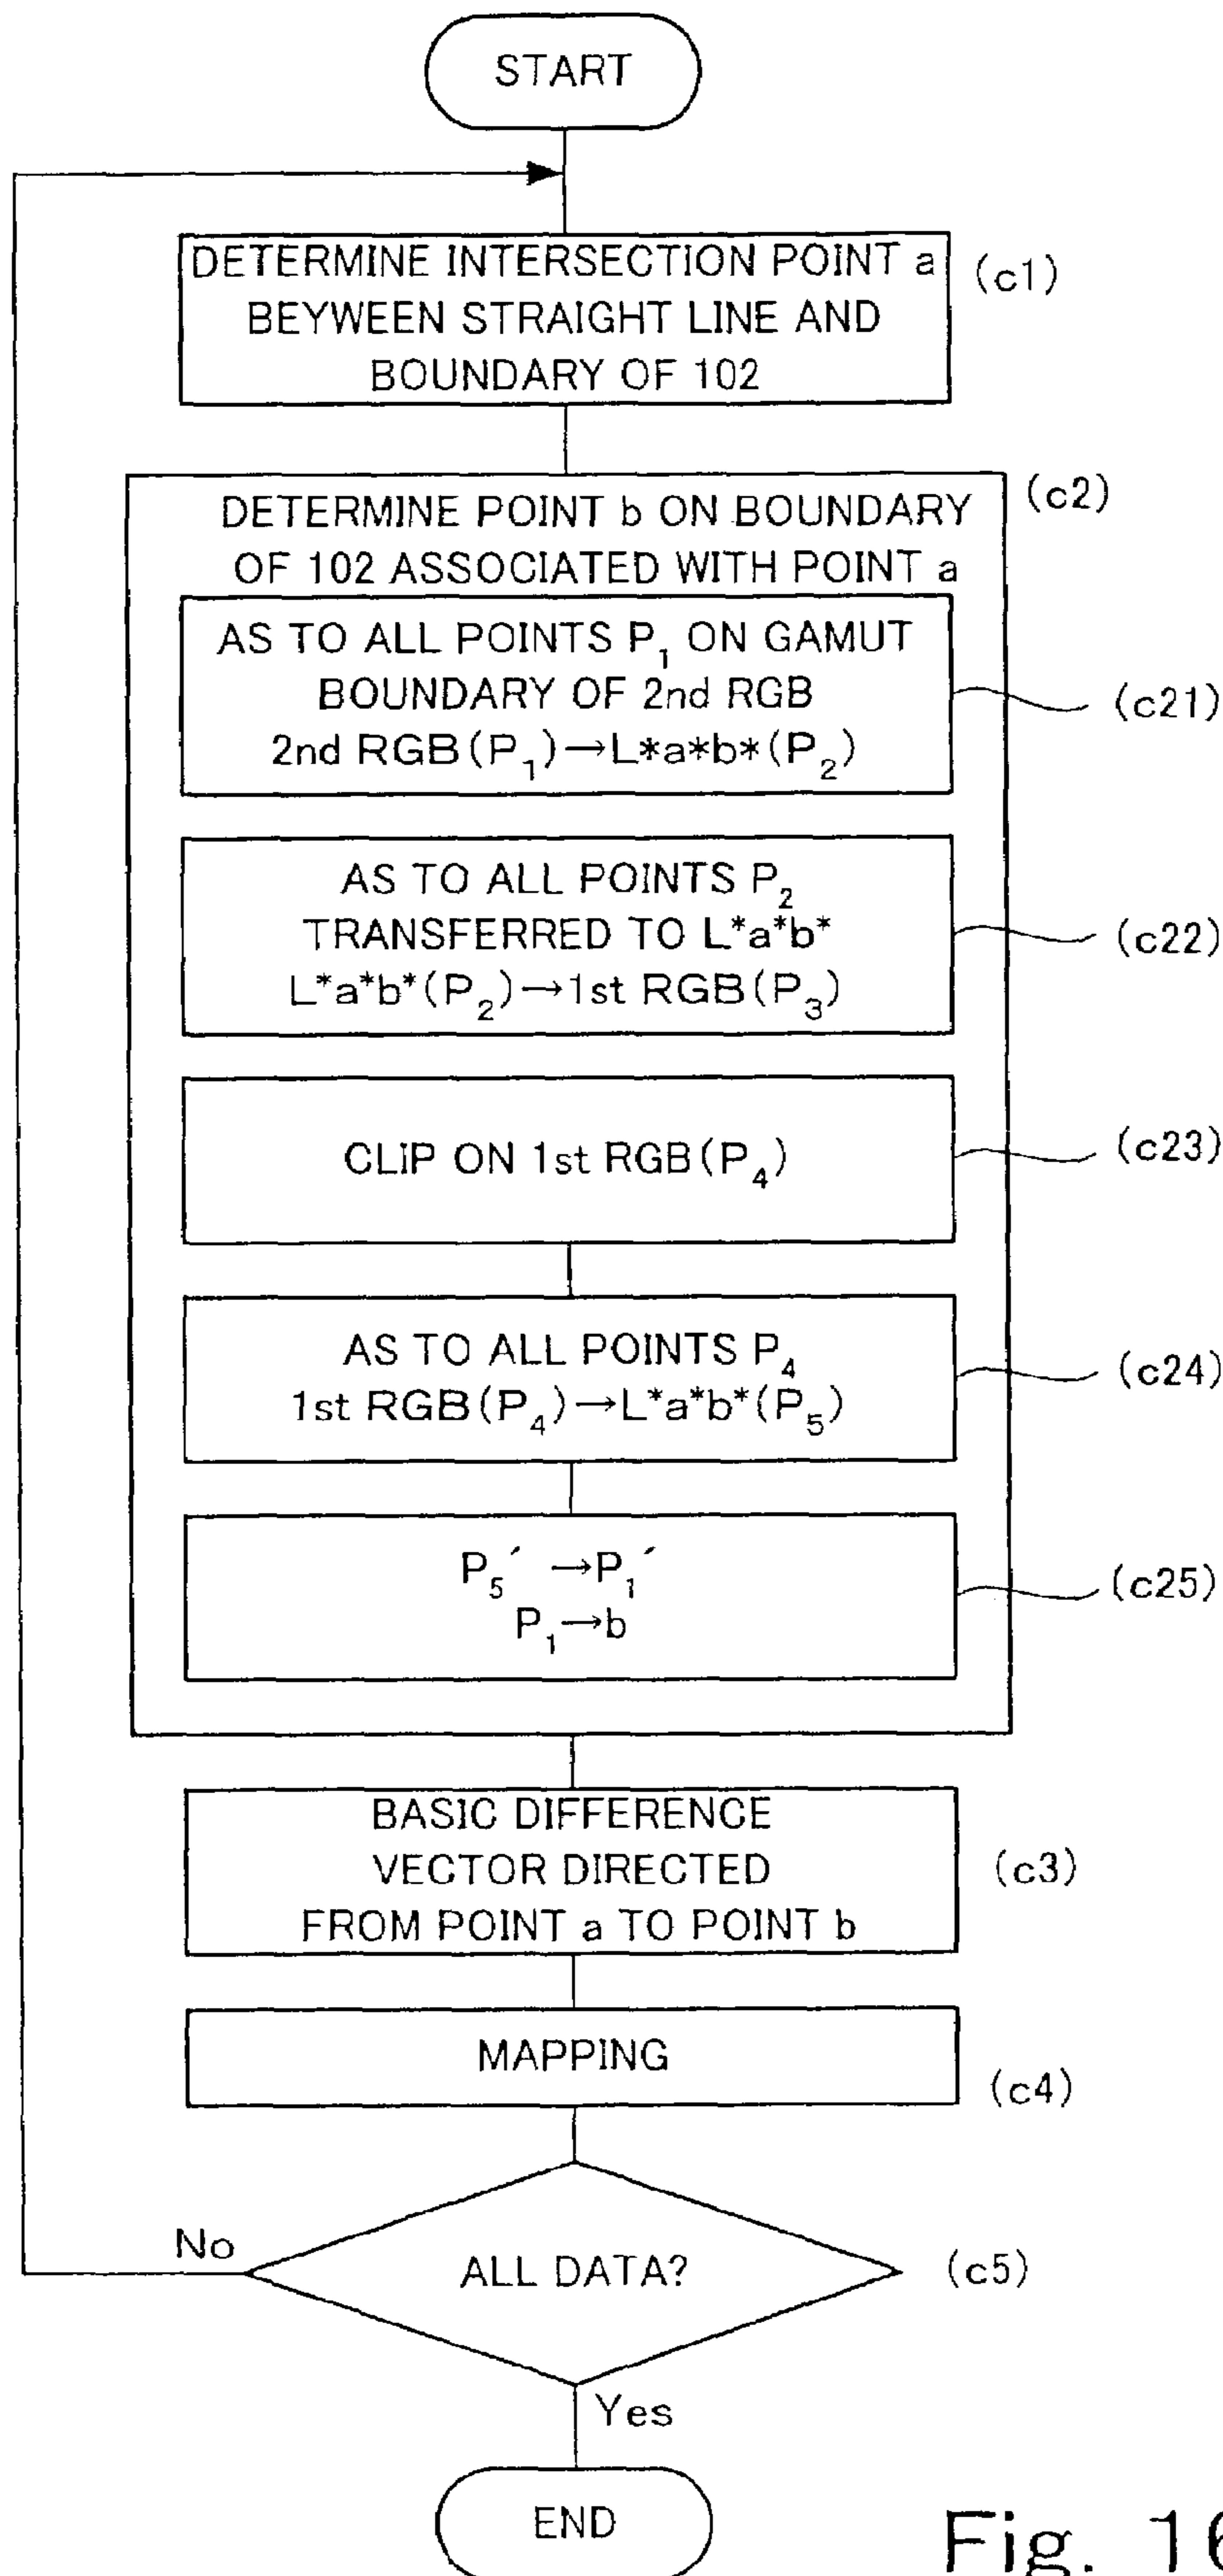 START
DETERMINE INTERSECTION POINT a (c1)
BEYWEEN STRAIGHT LINE AND
BOUNDARY OF 102
DETERMINE POINT b ON BOUNDARY (c2)
OF 102 ASSOCIATED WITH POINT a
AS TO ALL POINTS P₁ ON GAMUT
BOUNDARY OF 2nd RGB (c21)
2nd RGB(P₁)→L*a*b*(P₂)
AS TO ALL POINTS P₂
TRANSFERRED TO L*a*b* (c22)
L*a*b*(P₂)→1st RGB(P₃)
CLIP ON 1st RGB(P₄) (c23)
AS TO ALL POINTS P₄ (c24)
1st RGB(P₄)→L*a*b*(P₅)
P₅´→P₁´ (c25)
P₁→b
BASIC DIFFERENCE
VECTOR DIRECTED (c3)
FROM POINT a TO POINT b
MAPPING (c4)
No
ALL DATA? (c5)
Yes
END
Fig. 16